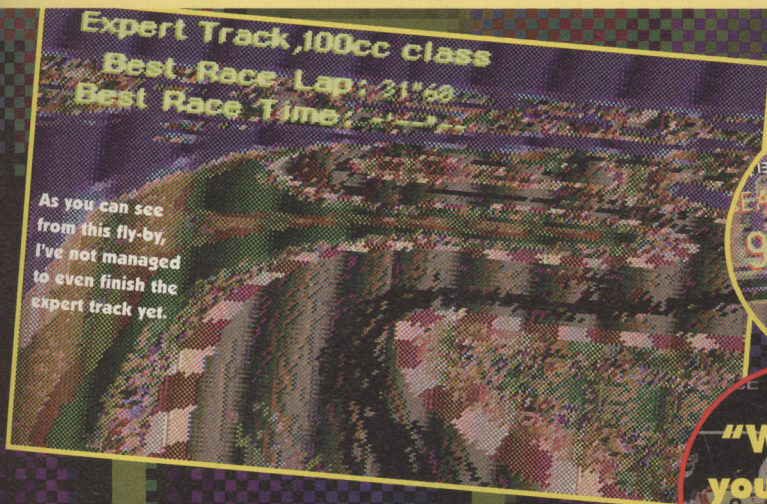 Expert Track,100cc class
Best Race Lap: 31"68
Best Race Time: -'--"--
As you can see
from this fly-by,
I've not managed
to even finish the
expert track yet.
"W
you